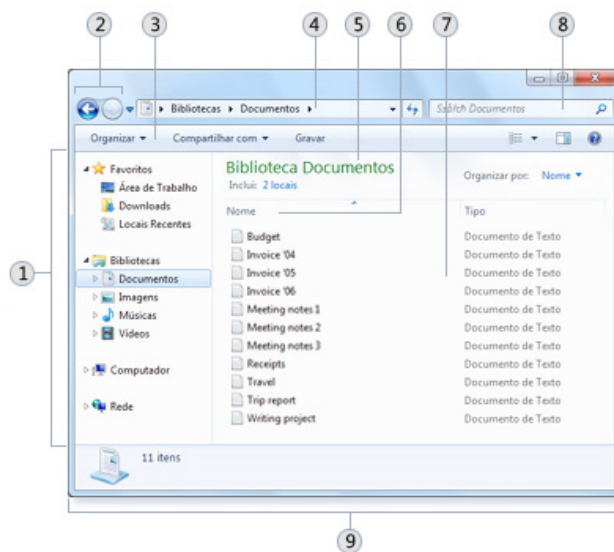 2 3 4 5 6 7 8
Bibliotecas Documentos
Documentos
Organizar Compartilhar com Gravar
Favoritos
Área de Trabalho
Downloads
Locais Recentes
Bibliotecas
Documentos
Imagens
Músicas
Vídeos
Computador
Rede
1
Biblioteca Documentos
Inclui: 2 locais
Organizar por: Nome
Nome Tipo
Budget Documento de Texto
Invoice '04 Documento de Texto
Invoice '05 Documento de Texto
Invoice '06 Documento de Texto
Meeting notes 1 Documento de Texto
Meeting notes 2 Documento de Texto
Meeting notes 3 Documento de Texto
Receipts Documento de Texto
Travel Documento de Texto
Trip report Documento de Texto
Writing project Documento de Texto
11 itens
9